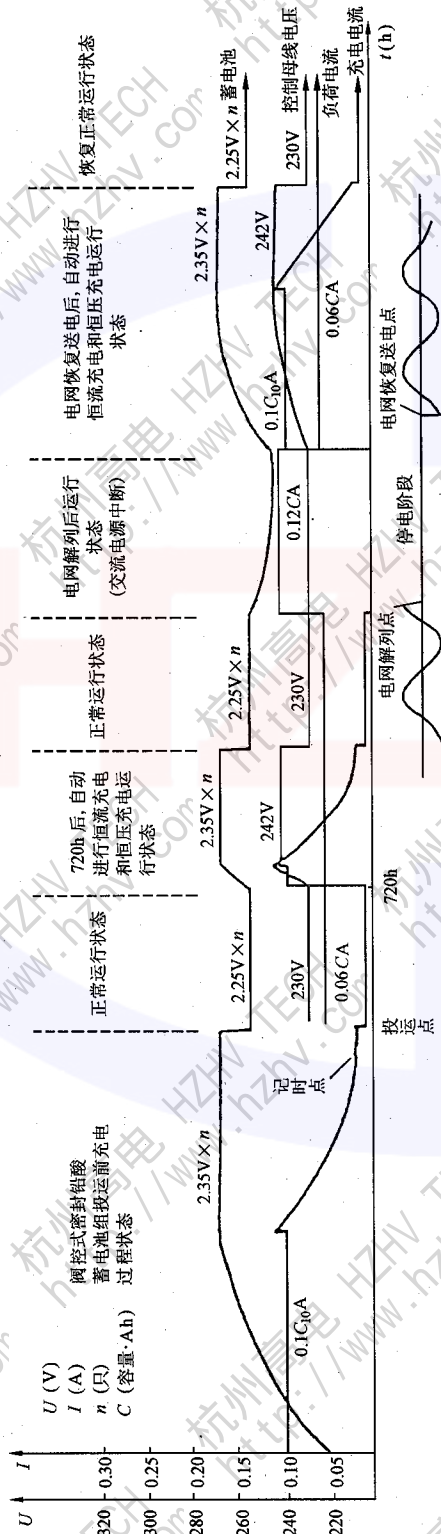 U
I
U (V)
I (A)
n (只)
C (容量·Ah)
320
300
280
260
240
220
0.30
0.25
0.20
0.15
0.10
0.05
阀控式密封铅酸
蓄电池组投运前充电
过程状态
2.35V×n
0.1C₁₀A
记时点
投运点
正常运行状态
2.25V×n
230V
0.06CA
720h
720h后,自动
进行恒流充电
和恒压充电运
行状态
2.35V×n
242V
正常运行状态
2.25V×n
230V
电网解列点
电网解列后运行
状态
(交流电源中断)
0.12CA
停电阶段
电网恢复送电后,自动进行
恒流充电和恒压充电运行
状态
2.35V×n
242V
0.1C₁₀A
0.06CA
电网恢复送电点
恢复正常运行状态
2.25V×n 蓄电池
230V 控制母线电压
负荷电流
充电电流
t(h)
杭州高电 HZHV TECH
http://www.hzhv.com